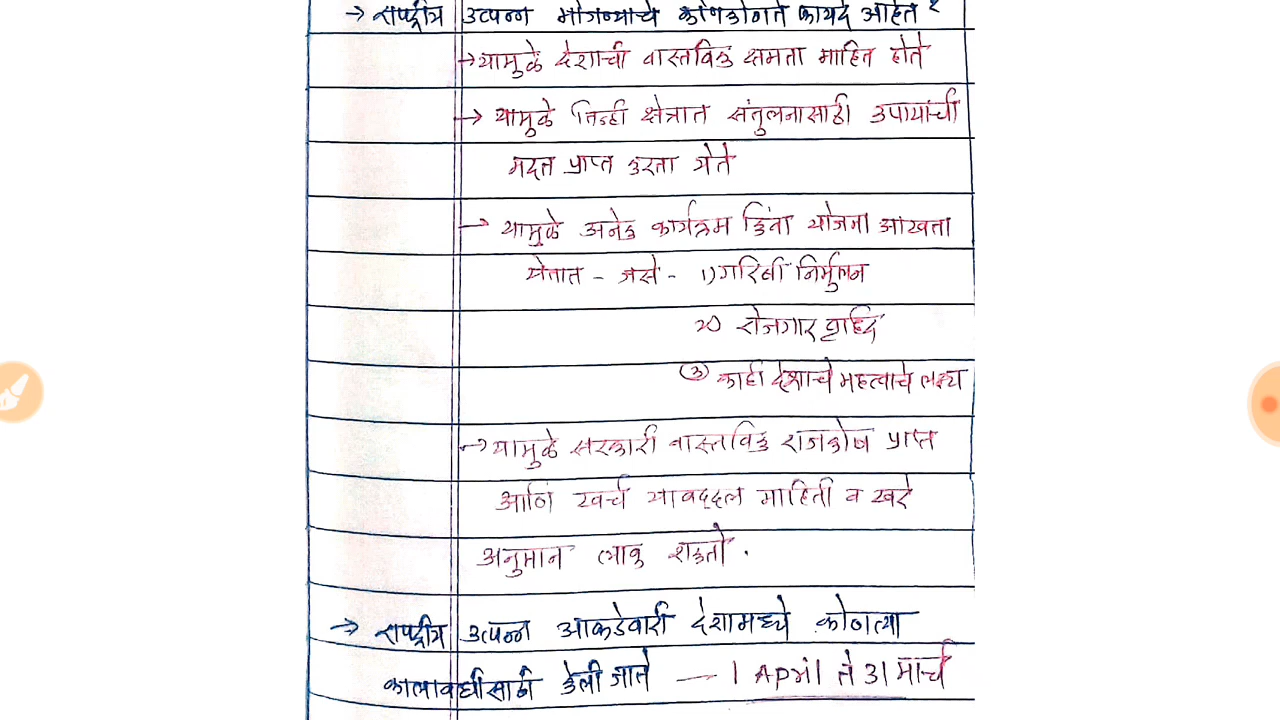 → राष्ट्रीय उत्पन्न मोजण्याचे कोणकोणते फायदे आहेत ?
→ यामुळे देशाची वास्तविक क्षमता माहित होते
→ यामुळे तिन्ही क्षेत्रात संतुलनासाठी उपायांची
मदत प्राप्त करता येते
→ यामुळे अनेक कार्यक्रम किंवा योजना आखता
येतात - जसे - 1) गरिबी निर्मुलन
2) रोजगार वृद्धि
③ काही देशाचे महत्वाचे लक्ष्य
→ यामुळे सरकारी वास्तविक राजकोष प्राप्त
आणि खर्च याबद्दल माहिती व खरे
अनुमान लावु शकतो .
→ राष्ट्रीय उत्पन्न आकडेवारी देशामध्ये कोणत्या
कालावधीसाठी केली जाते — 1 April ते 31 मार्च